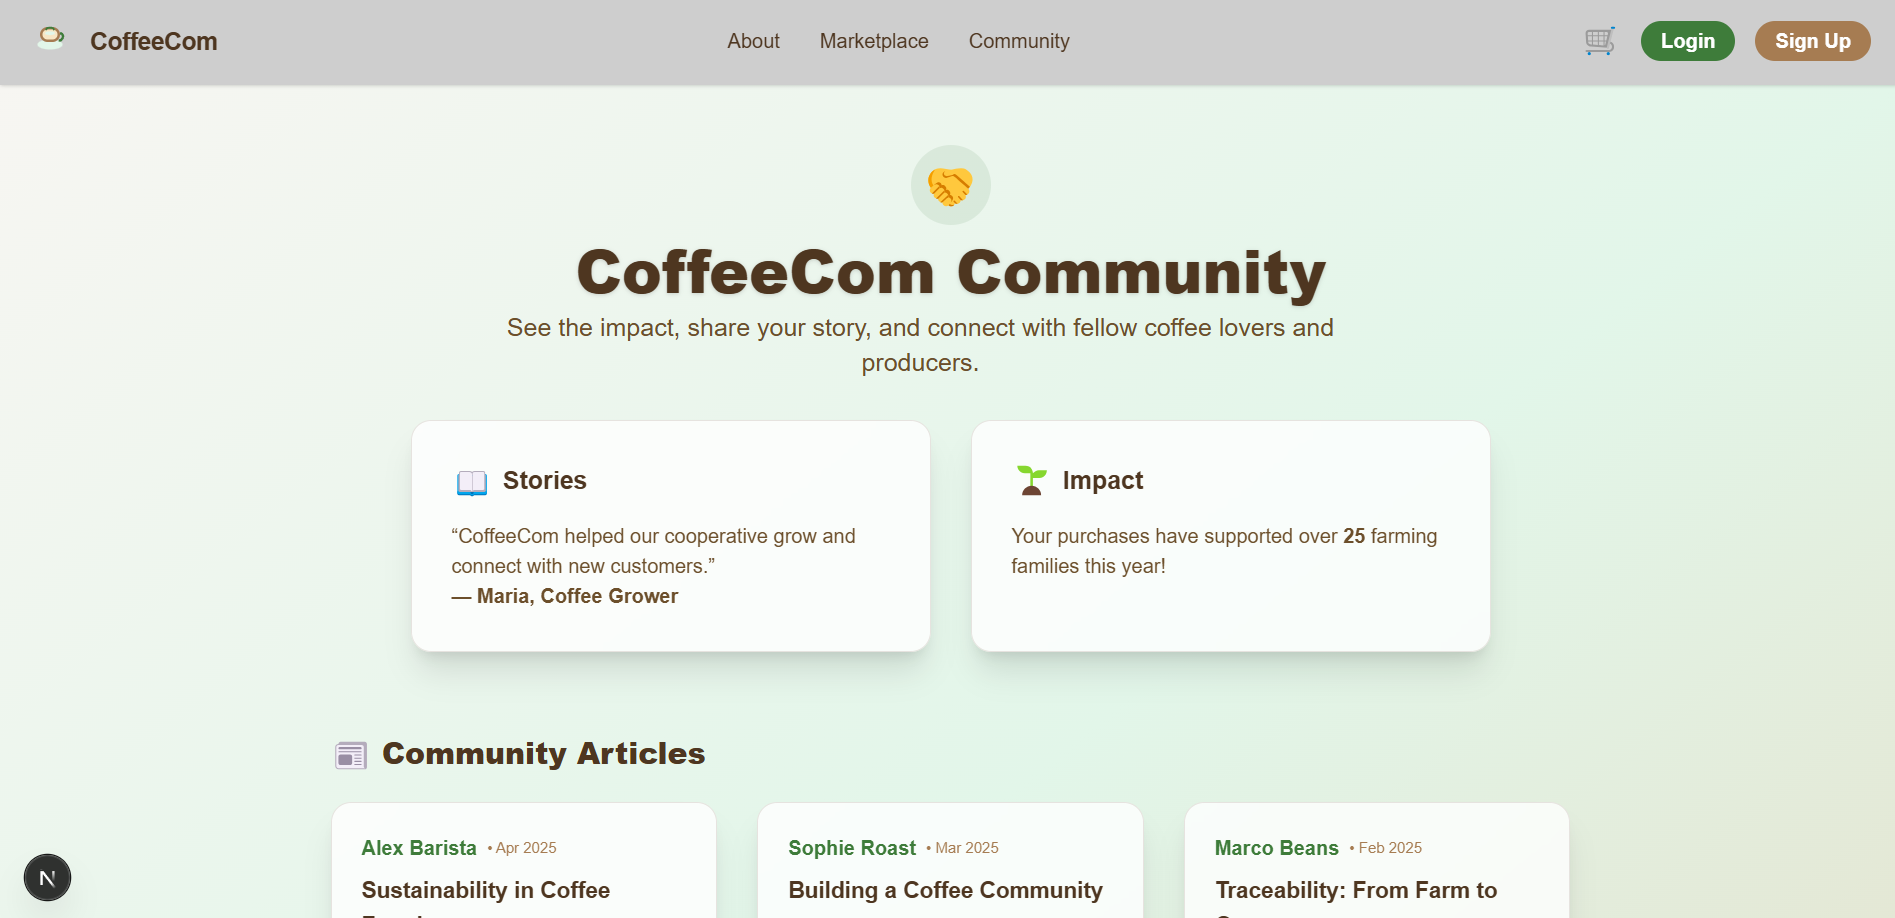 CoffeeCom
About
Marketplace
Community
Login
Sign Up
CoffeeCom Community
See the impact, share your story, and connect with fellow coffee lovers and
producers.
Stories
“CoffeeCom helped our cooperative grow and
connect with new customers.”
— Maria, Coffee Grower
Impact
Your purchases have supported over 25 farming
families this year!
Community Articles
Alex Barista • Apr 2025
Sustainability in Coffee
Sophie Roast • Mar 2025
Building a Coffee Community
Marco Beans • Feb 2025
Traceability: From Farm to
N